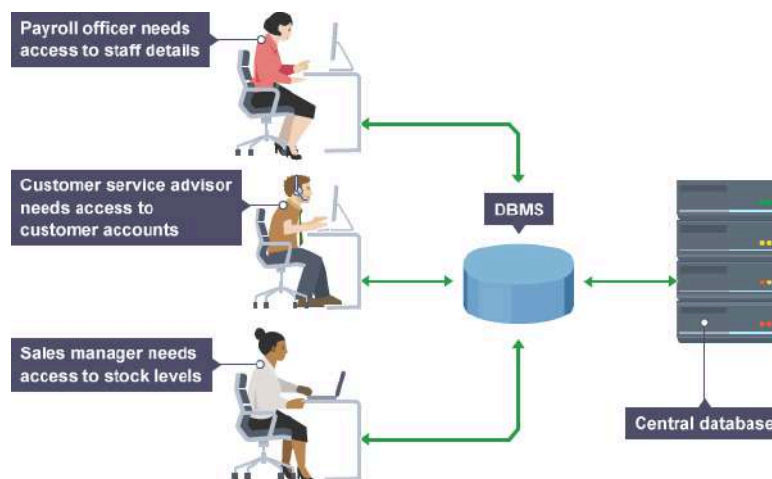 Payroll officer needs
access to staff details
Customer service advisor
needs access to
customer accounts
DBMS
Sales manager needs
access to stock levels
Central database